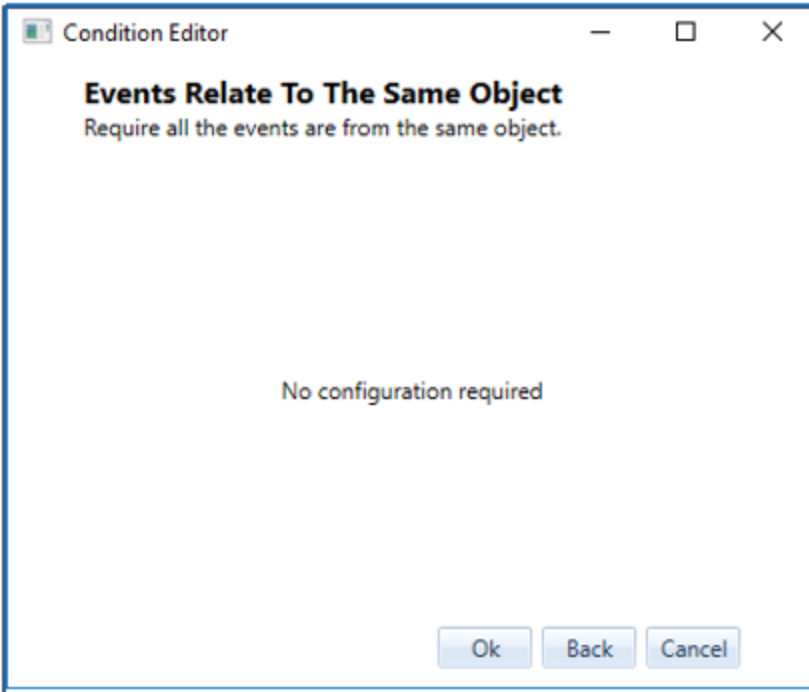 Condition Editor
Events Relate To The Same Object
Require all the events are from the same object.
No configuration required
Ok Back Cancel